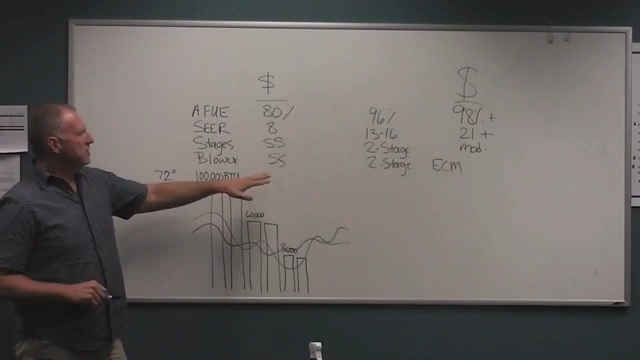 $ $
AFUE 80% 96% 98% +
SEER 8 13-16 21 +
Stages SS 2-Stage mod.
Blower SS 2-Stage ECM
72° 100,000 BTU
60,000